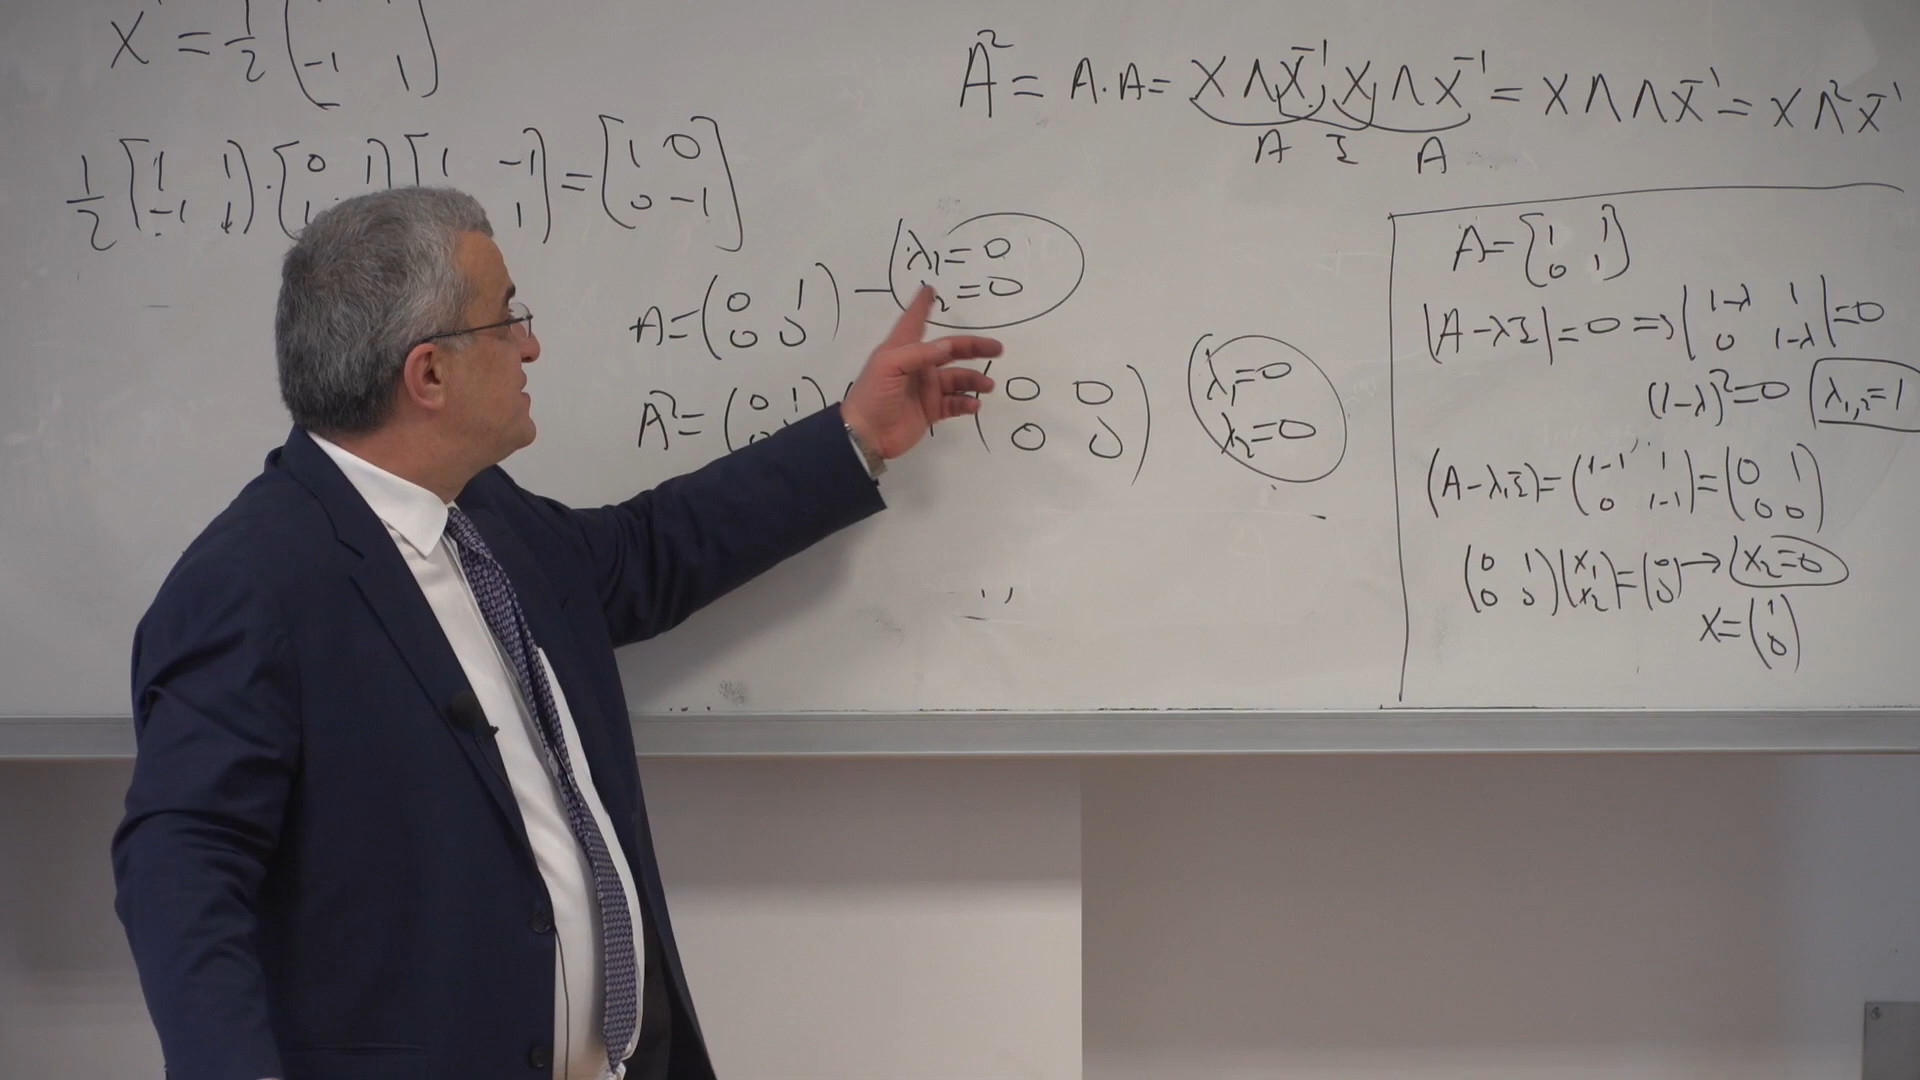 X⁻¹ = 1/2 ( -1 1 )
1/2 [1 1; -1 1] · [0 1; 1 ] [1 -1; 1] = [1 0; 0 -1]
A = (0 1; 0 0) — (λ₁ = 0
λ₂ = 0)
A² = (0 1; ) ( ) = (0 0; 0 0)
λ₁ = 0
λ₂ = 0
A² = A·A = XΛX⁻¹XΛX⁻¹ = XΛΛX⁻¹ = XΛ²X⁻¹
A I A
A = [1 1; 0 1]
|A - λI| = 0 ⇒ |1-λ 1; 0 1-λ| = 0
(1-λ)² = 0 λ₁,₂ = 1
(A - λ₁I) = (1-1 1; 0 1-1) = (0 1; 0 0)
(0 1; 0 0)(x₁; x₂) = (0; 0) → x₂ = 0
X = (1; 0)